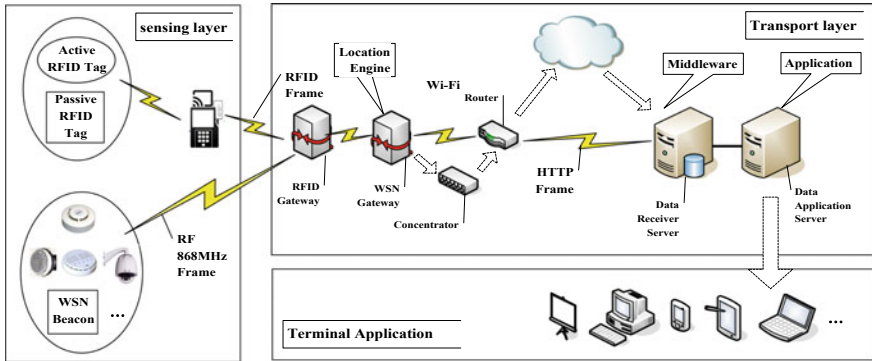 sensing layer
Active
RFID Tag
Passive
RFID
Tag
RFID
Frame
RF
868MHz
Frame
WSN
Beacon
...
Transport layer
Location
Engine
Wi-Fi
Router
Middleware
Application
RFID
Gateway
WSN
Gateway
Concentrator
HTTP
Frame
Data
Receiver
Server
Data
Application
Server
Terminal Application
...